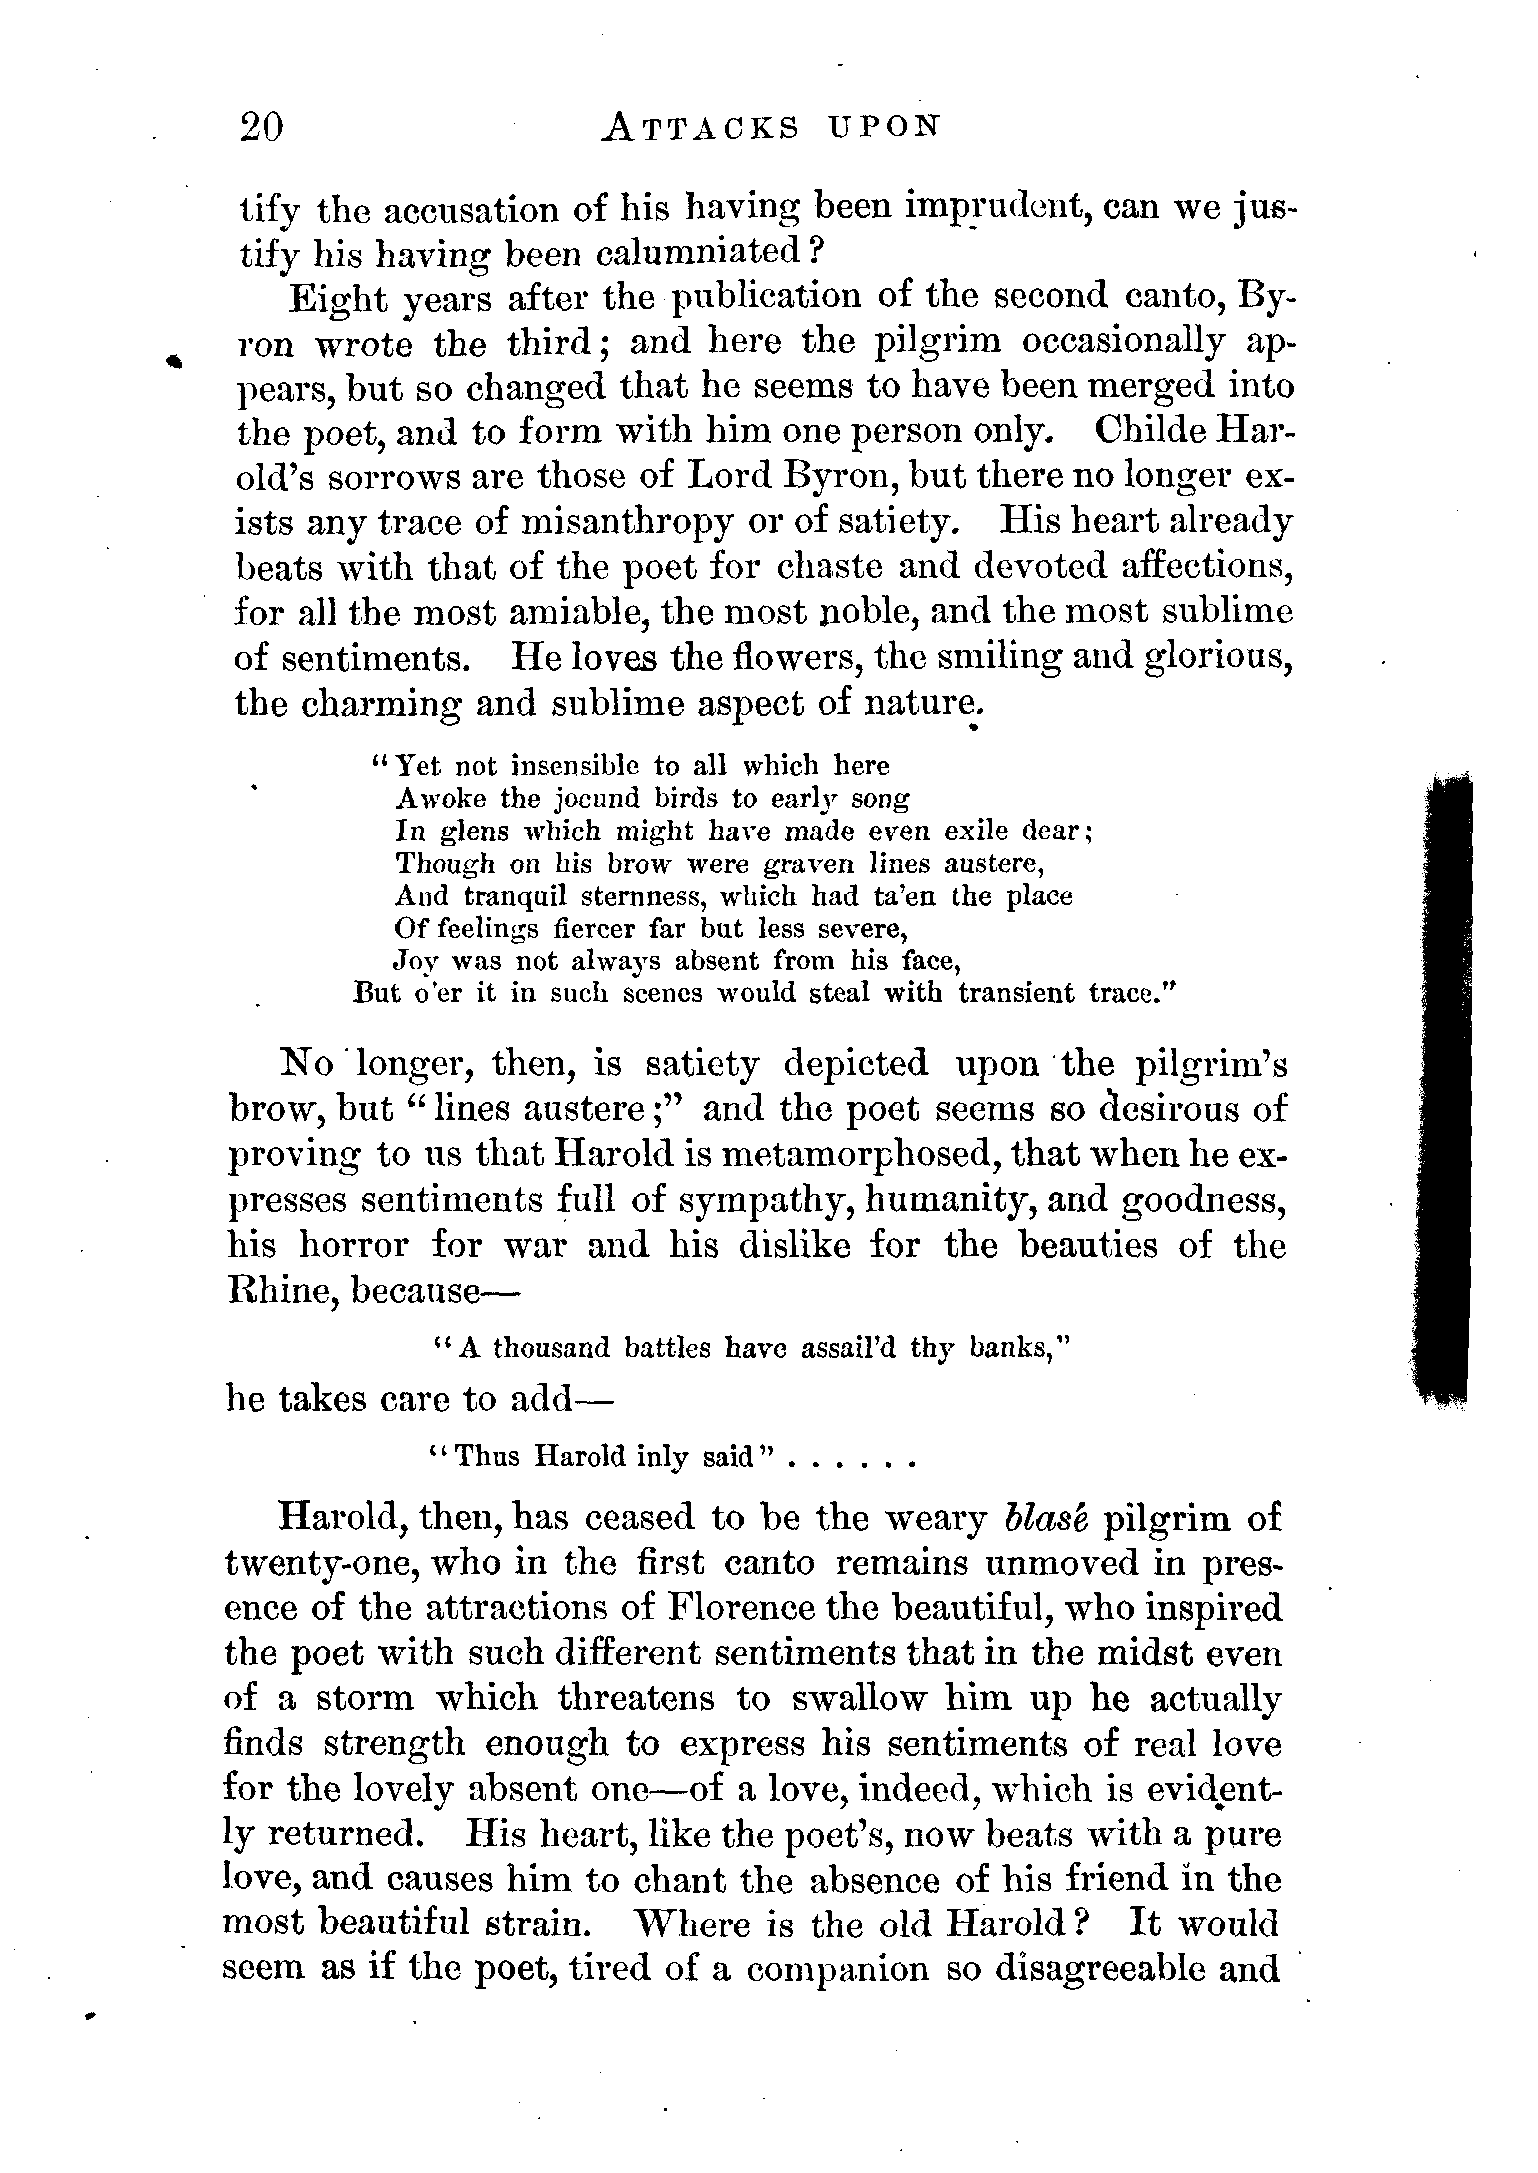 20 ATTACKS UPON
tify the accusation of his having been imprudent, can we jus-
tify his having been calumniated?
Eight years after the publication of the second canto, By-
ron wrote the third; and here the pilgrim occasionally ap-
pears, but so changed that he seems to have been merged into
the poet, and to form with him one person only. Childe Har-
old's sorrows are those of Lord Byron, but there no longer ex-
ists any trace of misanthropy or of satiety. His heart already
beats with that of the poet for chaste and devoted affections,
for all the most amiable, the most noble, and the most sublime
of sentiments. He loves the flowers, the smiling and glorious,
the charming and sublime aspect of nature.
"Yet not insensible to all which here
Awoke the jocund birds to early song
In glens which might have made even exile dear;
Though on his brow were graven lines austere,
And tranquil sternness, which had ta'en the place
Of feelings fiercer far but less severe,
Joy was not always absent from his face,
But o'er it in such scenes would steal with transient trace."
No longer, then, is satiety depicted upon the pilgrim's
brow, but "lines austere;" and the poet seems so desirous of
proving to us that Harold is metamorphosed, that when he ex-
presses sentiments full of sympathy, humanity, and goodness,
his horror for war and his dislike for the beauties of the
Rhine, because—
"A thousand battles have assail'd thy banks,"
he takes care to add—
"Thus Harold inly said" . . . . . .
Harold, then, has ceased to be the weary blasé pilgrim of
twenty-one, who in the first canto remains unmoved in pres-
ence of the attractions of Florence the beautiful, who inspired
the poet with such different sentiments that in the midst even
of a storm which threatens to swallow him up he actually
finds strength enough to express his sentiments of real love
for the lovely absent one—of a love, indeed, which is evident-
ly returned. His heart, like the poet's, now beats with a pure
love, and causes him to chant the absence of his friend in the
most beautiful strain. Where is the old Harold? It would
seem as if the poet, tired of a companion so disagreeable and